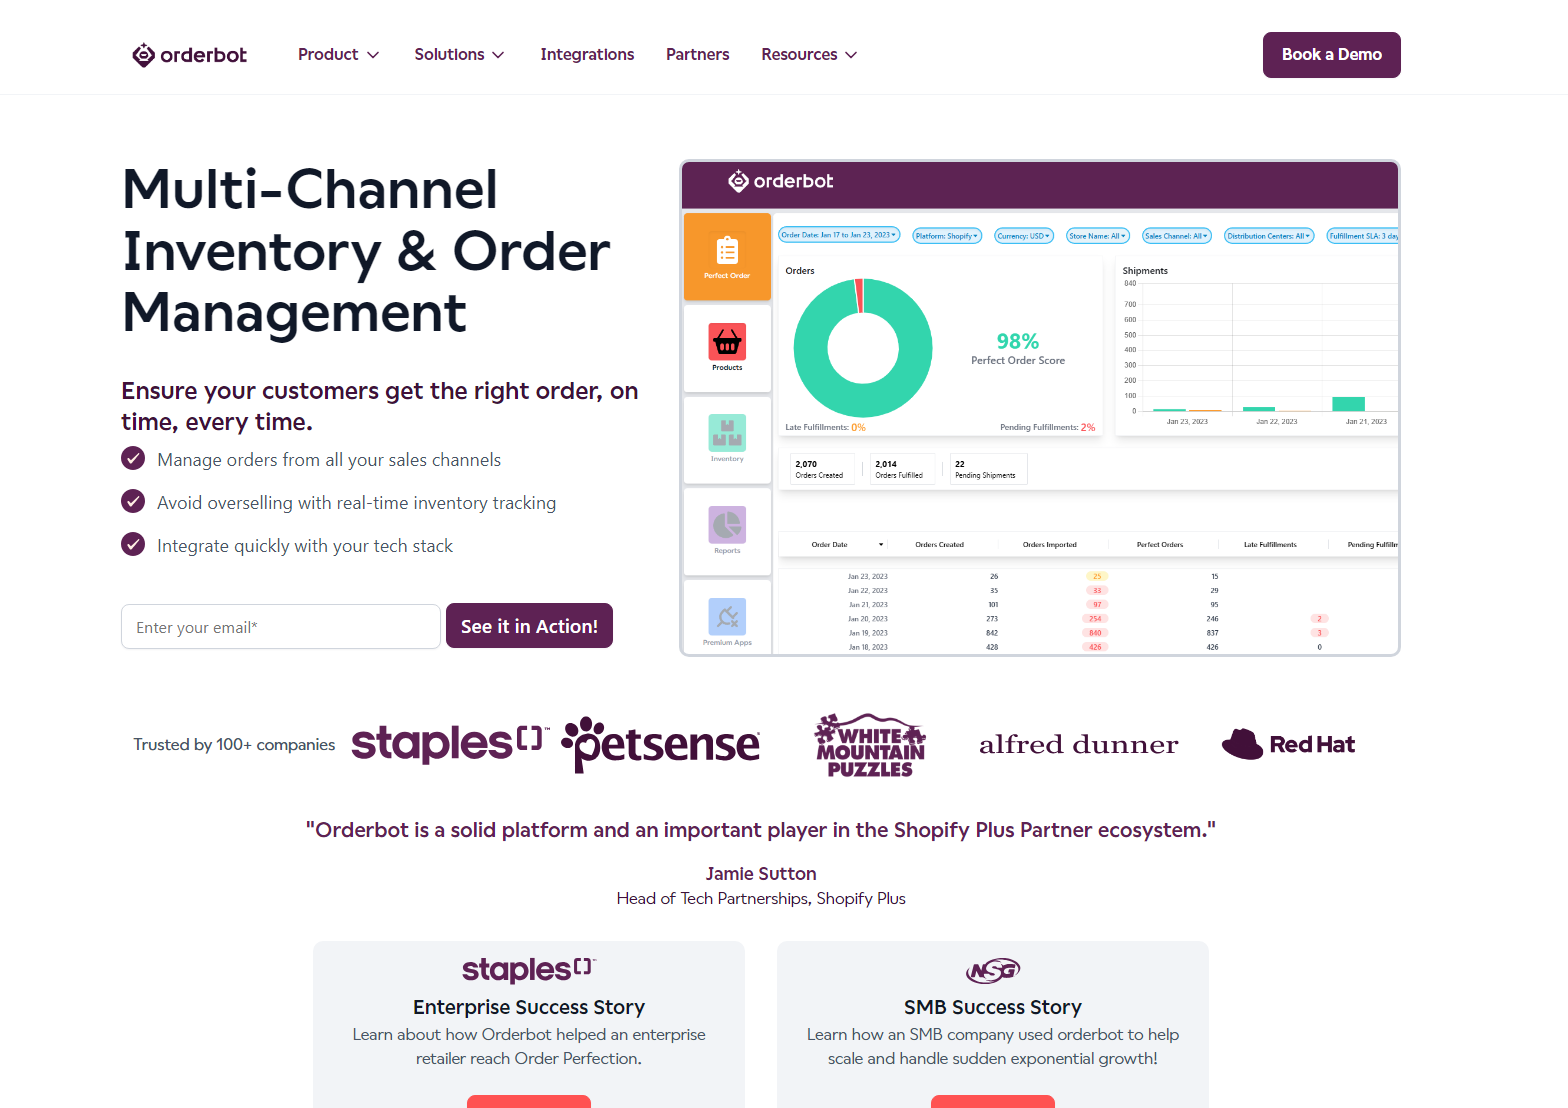 orderbot
Product
Solutions
Integrations
Partners
Resources
Book a Demo
Multi-Channel
Inventory & Order
Management
Ensure your customers get the right order, on
time, every time.
Manage orders from all your sales channels
Avoid overselling with real-time inventory tracking
Integrate quickly with your tech stack
Enter your email*
See it in Action!
orderbot
Perfect Order
Products
Inventory
Reports
Premium Apps
Order Date: Jan 17 to Jan 23, 2023
Platform: Shopify
Currency: USD
Store Name: All
Sales Channel: All
Distribution Centers: All
Fulfillment SLA: 3 day
Orders
98%
Perfect Order Score
Late Fulfillments: 0%
Pending Fulfillments: 2%
Shipments
840
700
600
500
400
300
200
100
0
Jan 23, 2023
Jan 22, 2023
Jan 21, 2023
2,070
Orders Created
2,014
Orders Fulfilled
22
Pending Shipments
Order Date Orders Created Orders Imported Perfect Orders Late Fulfillments Pending Fulfilln
Jan 23, 2023 26 25 15
Jan 22, 2023 35 33 29
Jan 21, 2023 101 97 95
Jan 20, 2023 273 254 246 2
Jan 19, 2023 842 840 837 3
Jan 18, 2023 428 426 426 0
Trusted by 100+ companies
staples
petsense
WHITE
MOUNTAIN
PUZZLES
alfred dunner
Red Hat
"Orderbot is a solid platform and an important player in the Shopify Plus Partner ecosystem."
Jamie Sutton
Head of Tech Partnerships, Shopify Plus
staples
Enterprise Success Story
Learn about how Orderbot helped an enterprise
retailer reach Order Perfection.
NSG
SMB Success Story
Learn how an SMB company used orderbot to help
scale and handle sudden exponential growth!